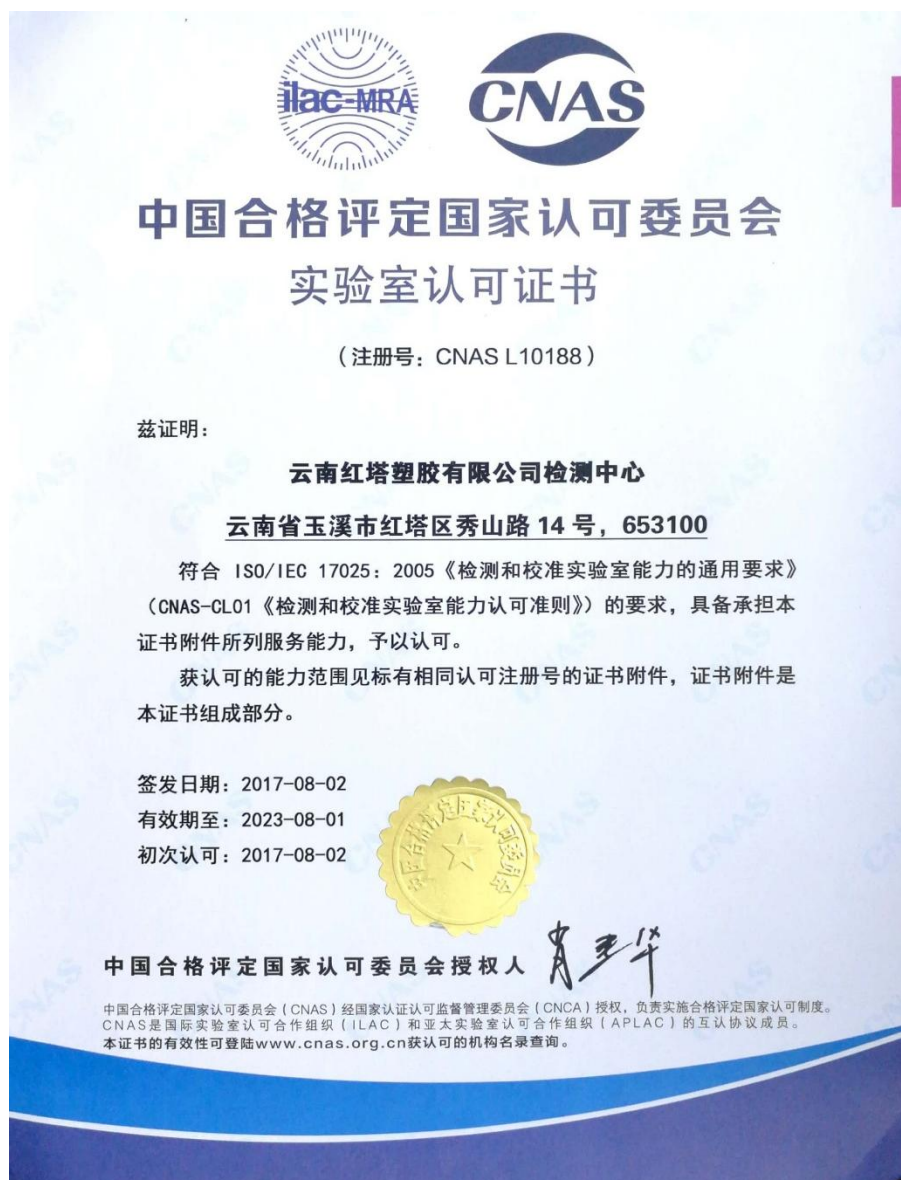 ilac-MRA
CNAS
中国合格评定国家认可委员会
实验室认可证书
（注册号：CNAS L10188）
兹证明：
云南红塔塑胶有限公司检测中心
云南省玉溪市红塔区秀山路 14 号，653100
符合 ISO/IEC 17025：2005《检测和校准实验室能力的通用要求》
（CNAS-CL01《检测和校准实验室能力认可准则》）的要求，具备承担本
证书附件所列服务能力，予以认可。
获认可的能力范围见标有相同认可注册号的证书附件，证书附件是
本证书组成部分。
签发日期：2017-08-02
有效期至：2023-08-01
初次认可：2017-08-02
中国合格评定国家认可委员会
中国合格评定国家认可委员会授权人
中国合格评定国家认可委员会（CNAS）经国家认证认可监督管理委员会（CNCA）授权，负责实施合格评定国家认可制度。
CNAS是国际实验室认可合作组织（ILAC）和亚太实验室认可合作组织（APLAC）的互认协议成员。
本证书的有效性可登陆www.cnas.org.cn获认可的机构名录查询。